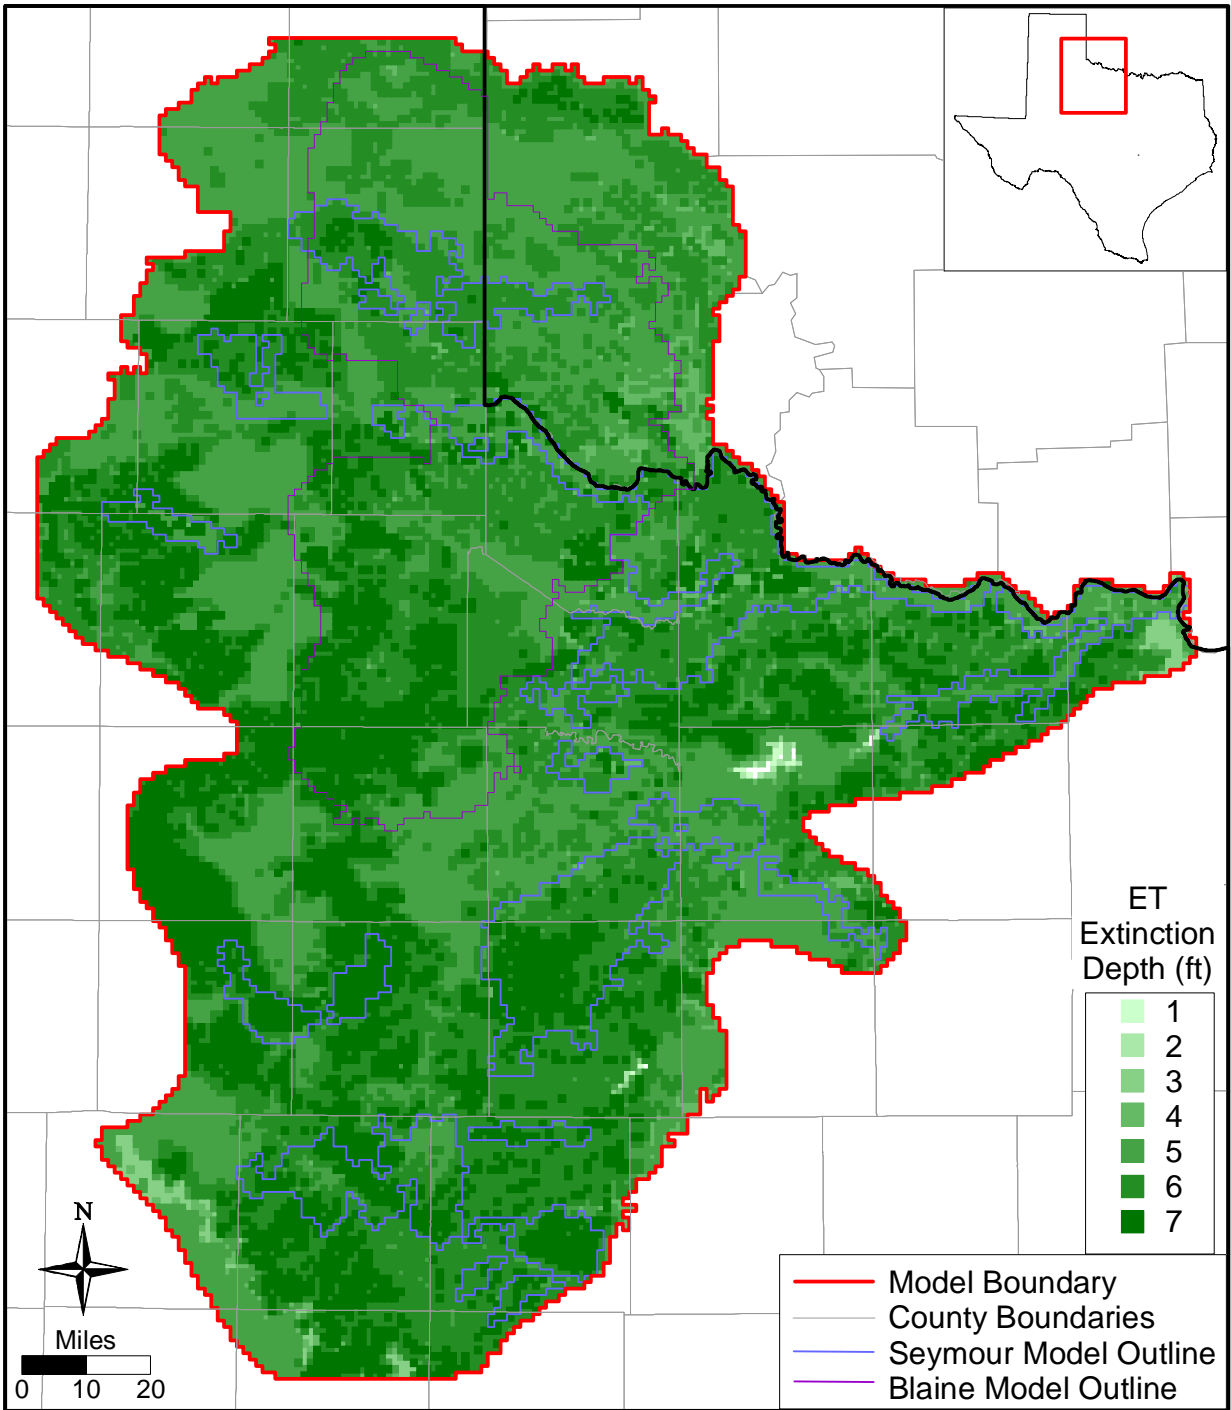 ET
Extinction
Depth (ft)
1
2
3
4
5
6
7
N
Miles
0 10 20
Model Boundary
County Boundaries
Seymour Model Outline
Blaine Model Outline